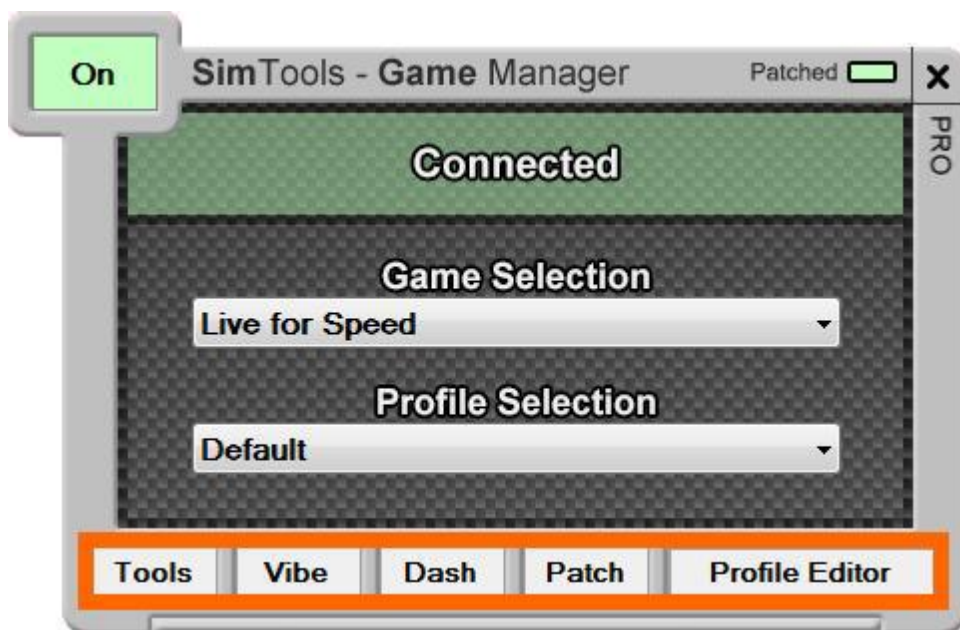 On
SimTools - Game Manager
Patched
X
PRO
Connected
Game Selection
Live for Speed
Profile Selection
Default
Tools Vibe Dash Patch Profile Editor